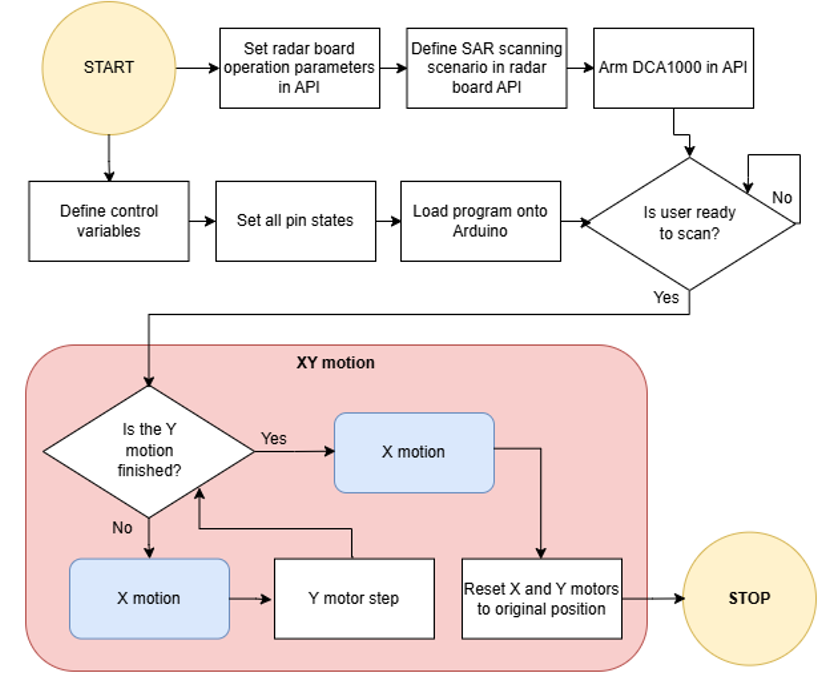 START
Set radar board
operation parameters
in API
Define SAR scanning
scenario in radar
board API
Arm DCA1000 in API
Define control
variables
Set all pin states
Load program onto
Arduino
Is user ready
to scan?
No
Yes
XY motion
Is the Y
motion
finished?
Yes
X motion
No
X motion
Y motor step
Reset X and Y motors
to original position
STOP